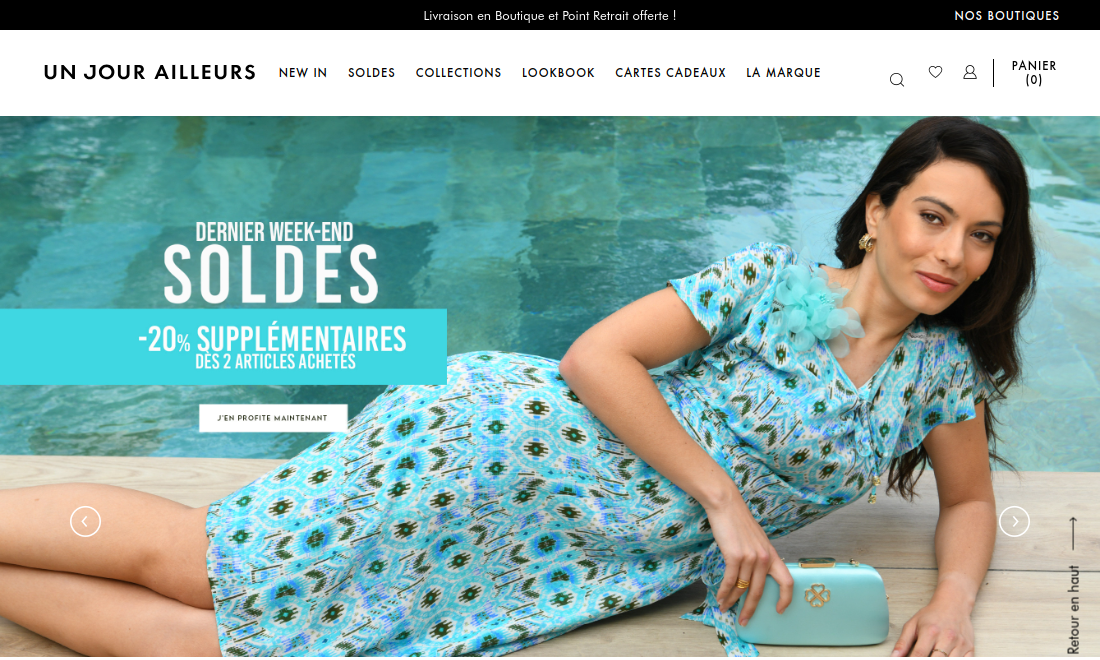 Livraison en Boutique et Point Retrait offerte !
NOS BOUTIQUES
UN JOUR AILLEURS
NEW IN
SOLDES
COLLECTIONS
LOOKBOOK
CARTES CADEAUX
LA MARQUE
PANIER
(0)
DERNIER WEEK-END
SOLDES
-20% SUPPLÉMENTAIRES
DÈS 2 ARTICLES ACHETÉS
J'EN PROFITE MAINTENANT
Retour en haut